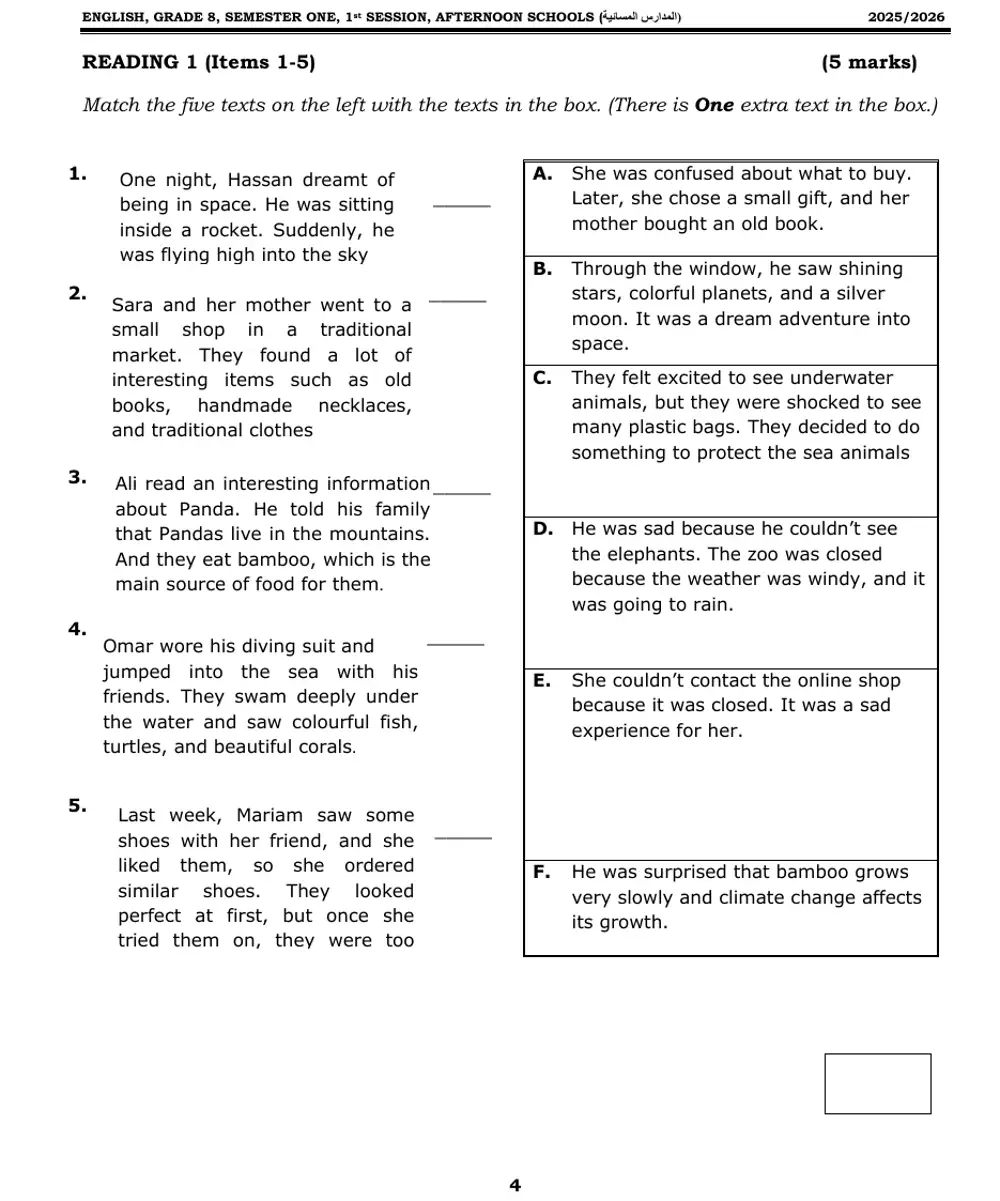 ENGLISH, GRADE 8, SEMESTER ONE, 1st SESSION, AFTERNOON SCHOOLS (المدارس المسائية) 2025/2026
READING 1 (Items 1-5) (5 marks)
Match the five texts on the left with the texts in the box. (There is One extra text in the box.)
1. One night, Hassan dreamt of
being in space. He was sitting
inside a rocket. Suddenly, he
was flying high into the sky
2. Sara and her mother went to a
small shop in a traditional
market. They found a lot of
interesting items such as old
books, handmade necklaces,
and traditional clothes
3. Ali read an interesting information
about Panda. He told his family
that Pandas live in the mountains.
And they eat bamboo, which is the
main source of food for them.
4. Omar wore his diving suit and
jumped into the sea with his
friends. They swam deeply under
the water and saw colourful fish,
turtles, and beautiful corals.
5. Last week, Mariam saw some
shoes with her friend, and she
liked them, so she ordered
similar shoes. They looked
perfect at first, but once she
tried them on, they were too
A. She was confused about what to buy.
Later, she chose a small gift, and her
mother bought an old book.
B. Through the window, he saw shining
stars, colorful planets, and a silver
moon. It was a dream adventure into
space.
C. They felt excited to see underwater
animals, but they were shocked to see
many plastic bags. They decided to do
something to protect the sea animals
D. He was sad because he couldn’t see
the elephants. The zoo was closed
because the weather was windy, and it
was going to rain.
E. She couldn’t contact the online shop
because it was closed. It was a sad
experience for her.
F. He was surprised that bamboo grows
very slowly and climate change affects
its growth.
4